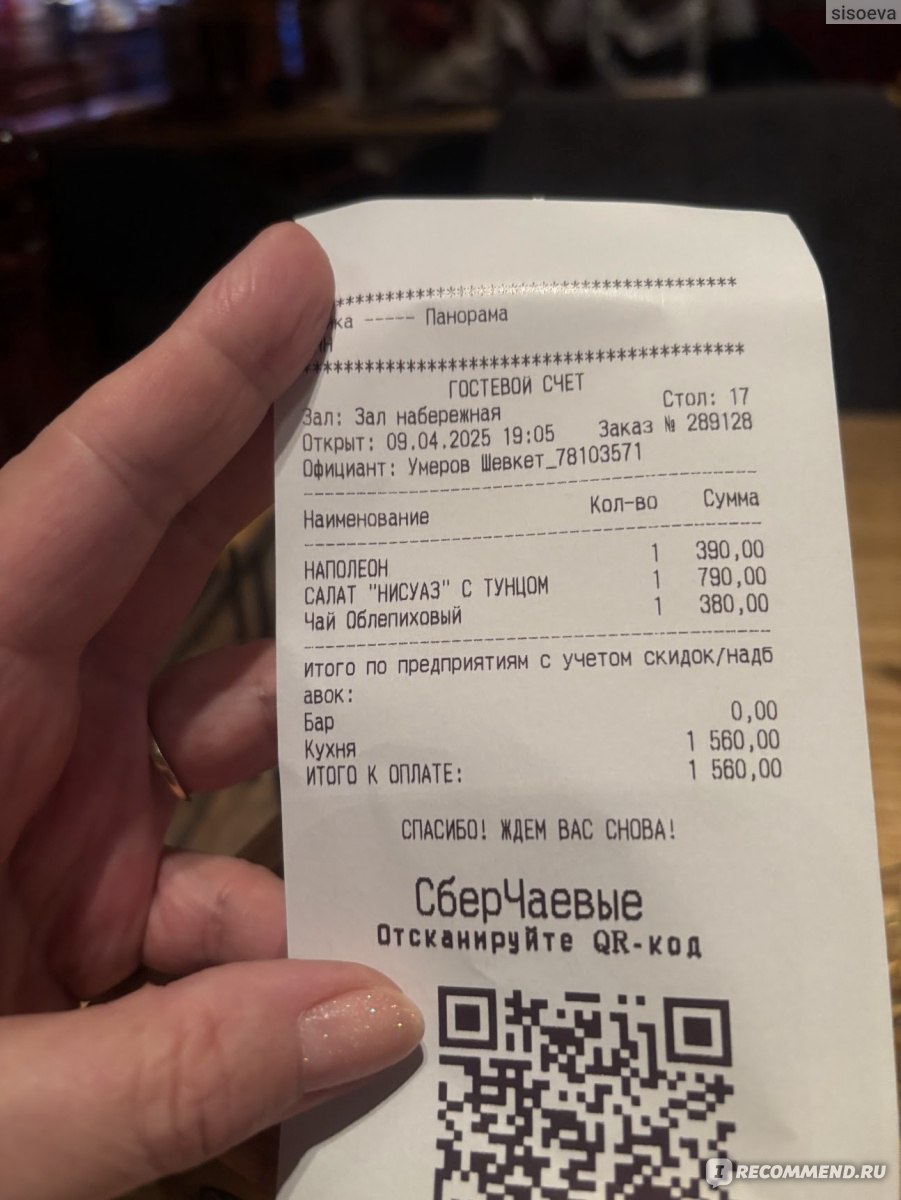 sisoeva
****************************************
ка ----- Панорама
****************************************
ГОСТЕВОЙ СЧЕТ
Зал: Зал набережная Стол: 17
Открыт: 09.04.2025 19:05 Заказ № 289128
Официант: Умеров Шевкет_78103571
Наименование Кол-во Сумма
НАПОЛЕОН 1 390,00
САЛАТ "НИСУАЗ" С ТУНЦОМ 1 790,00
Чай Облепиховый 1 380,00
итого по предприятиям с учетом скидок/надб
авок:
Бар 0,00
Кухня 1 560,00
ИТОГО К ОПЛАТЕ: 1 560,00
СПАСИБО! ЖДЕМ ВАС СНОВА!
СберЧаевые
Отсканируйте QR-код
RECOMMEND.RU